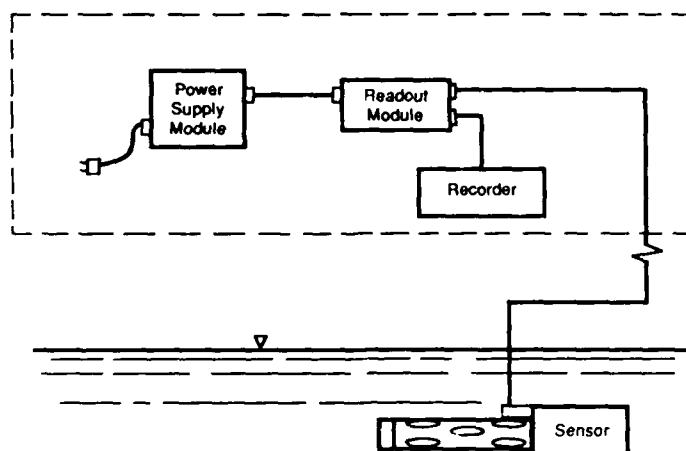 Power
Supply
Module
Readout
Module
Recorder
Sensor